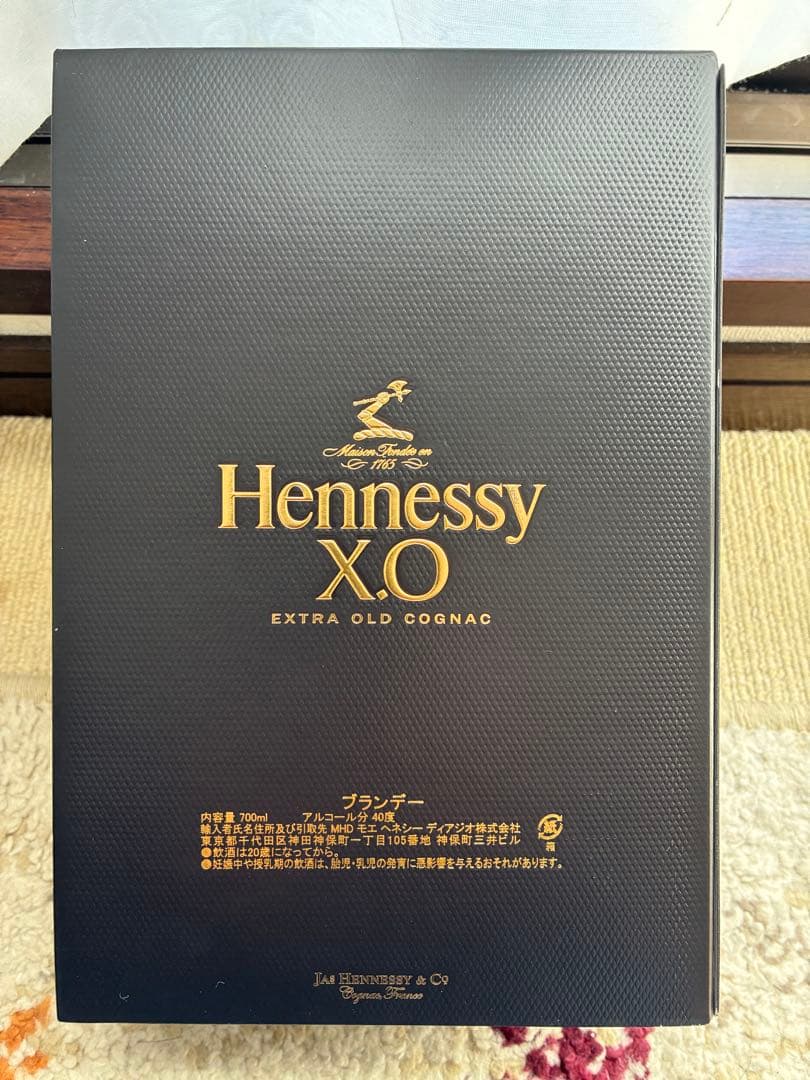 Maison Fondée en
1765
Hennessy
X.O
EXTRA OLD COGNAC
ブランデー
内容量 700ml アルコール分 40度
輸入者氏名住所及び引取先 MHD モエ ヘネシー ディアジオ株式会社
東京都千代田区神田神保町一丁目105番地 神保町三井ビル
飲酒は20歳になってから。
妊娠中や授乳期の飲酒は、胎児・乳児の発育に悪影響を与えるおそれがあります。
紙
箱
JAS HENNESSY & CO
Cognac, France